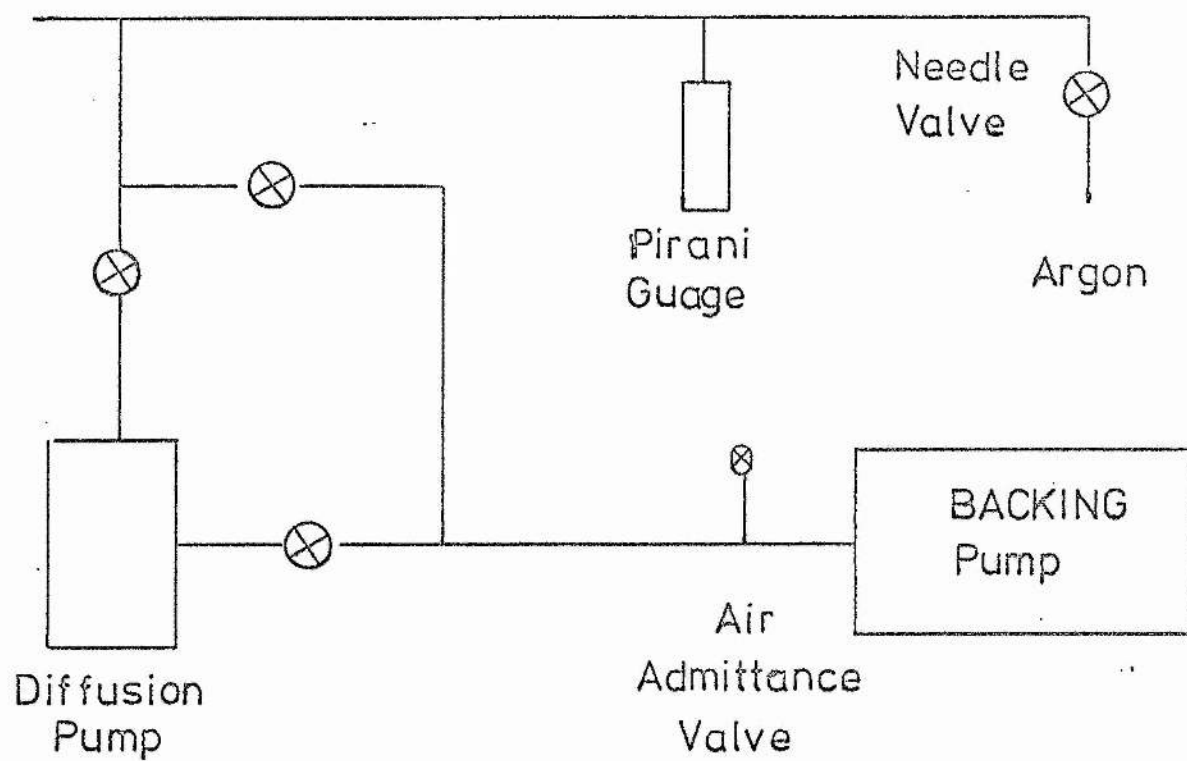 Needle
Valve
Pirani
Guage
Argon
BACKING
Pump
Air
Admittance
Valve
Diffusion
Pump